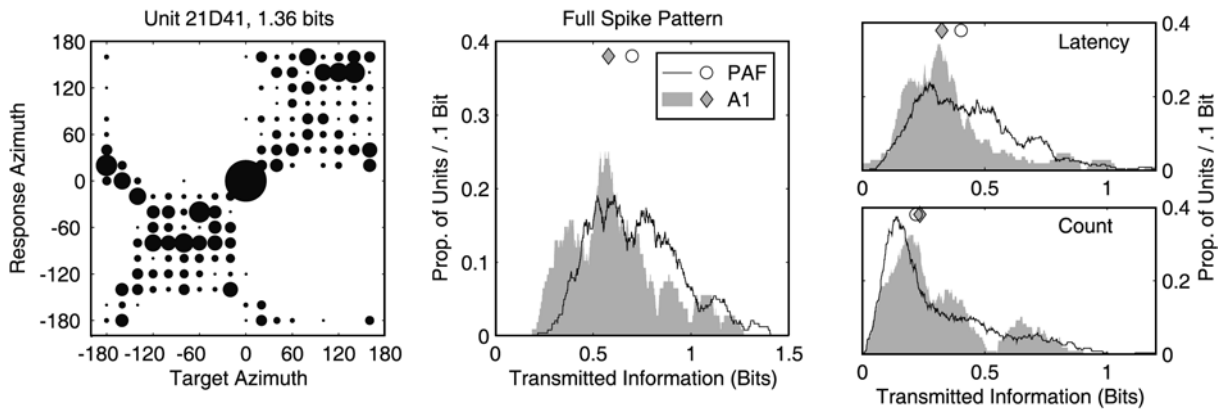 Unit 21D41, 1.36 bits
180
120
60
0
-60
-120
-180
Response Azimuth
-180 -120 -60 0 60 120 180
Target Azimuth
Full Spike Pattern
0.4
0.3
0.2
0.1
0
Prop. of Units / .1 Bit
PAF
A1
0.5 1 1.5
Transmitted Information (Bits)
Latency
0.4
0.2
0
0 0.5 1
Prop. of Units / .1 Bit
Count
0.4
0.2
0
0 0.5 1
Transmitted Information (Bits)